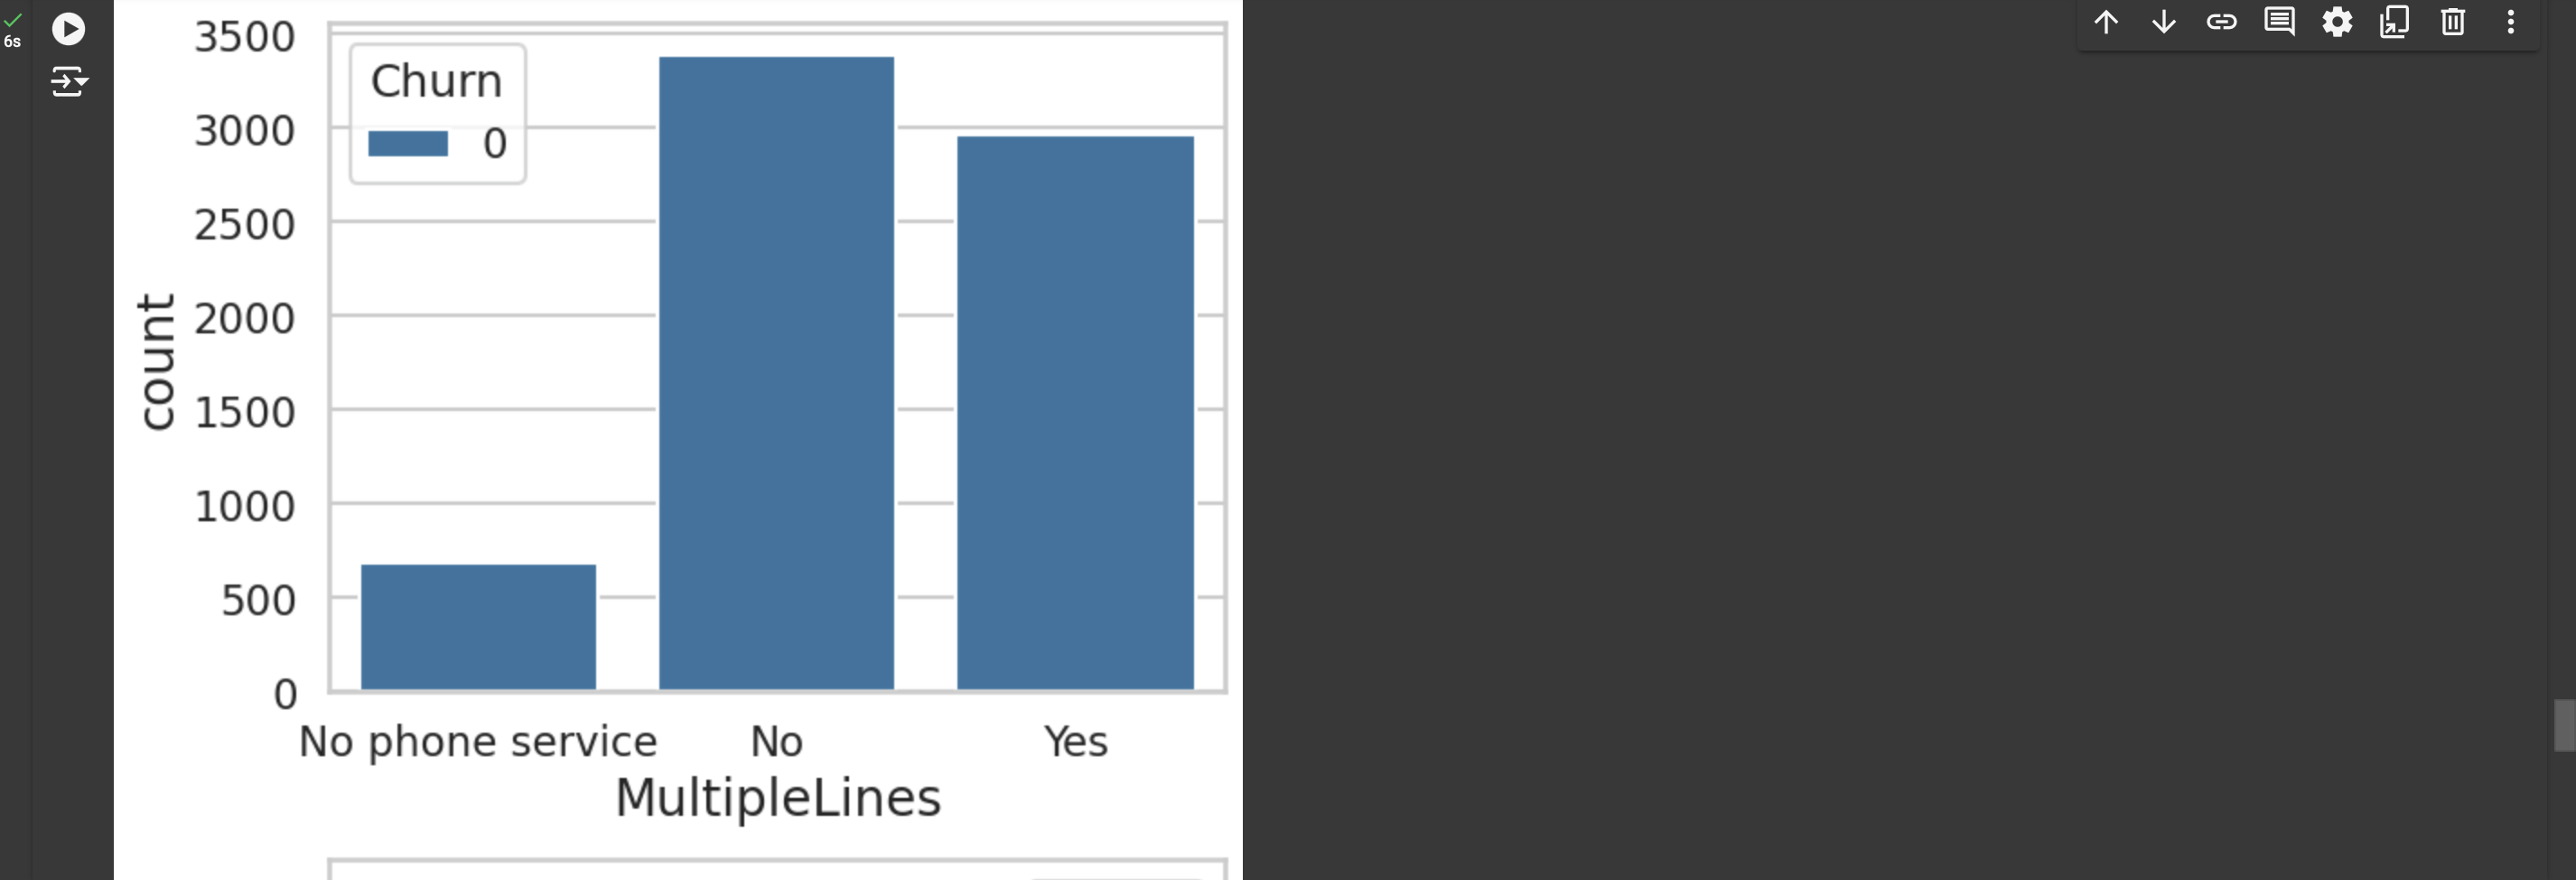 6s
3500
Churn
0
3000
2500
2000
1500
1000
500
0
count
No phone service
No
Yes
MultipleLines